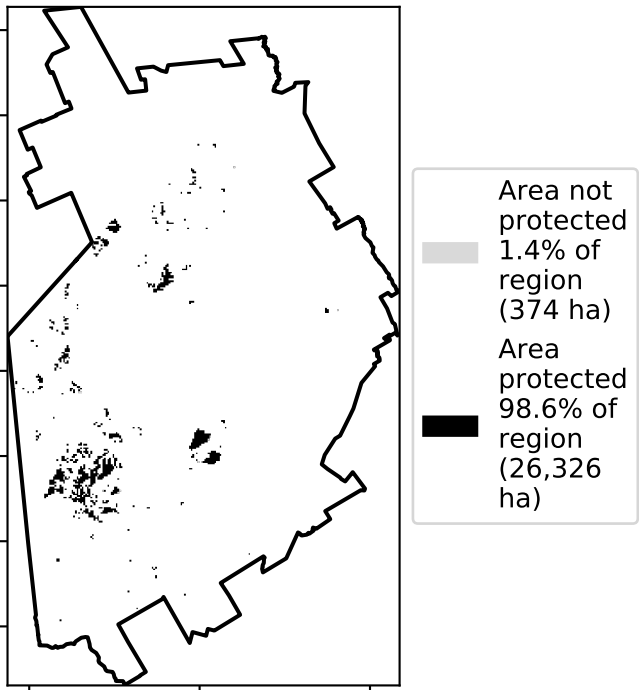 Area not
protected
1.4% of
region
(374 ha)
Area
protected
98.6% of
region
(26,326
ha)